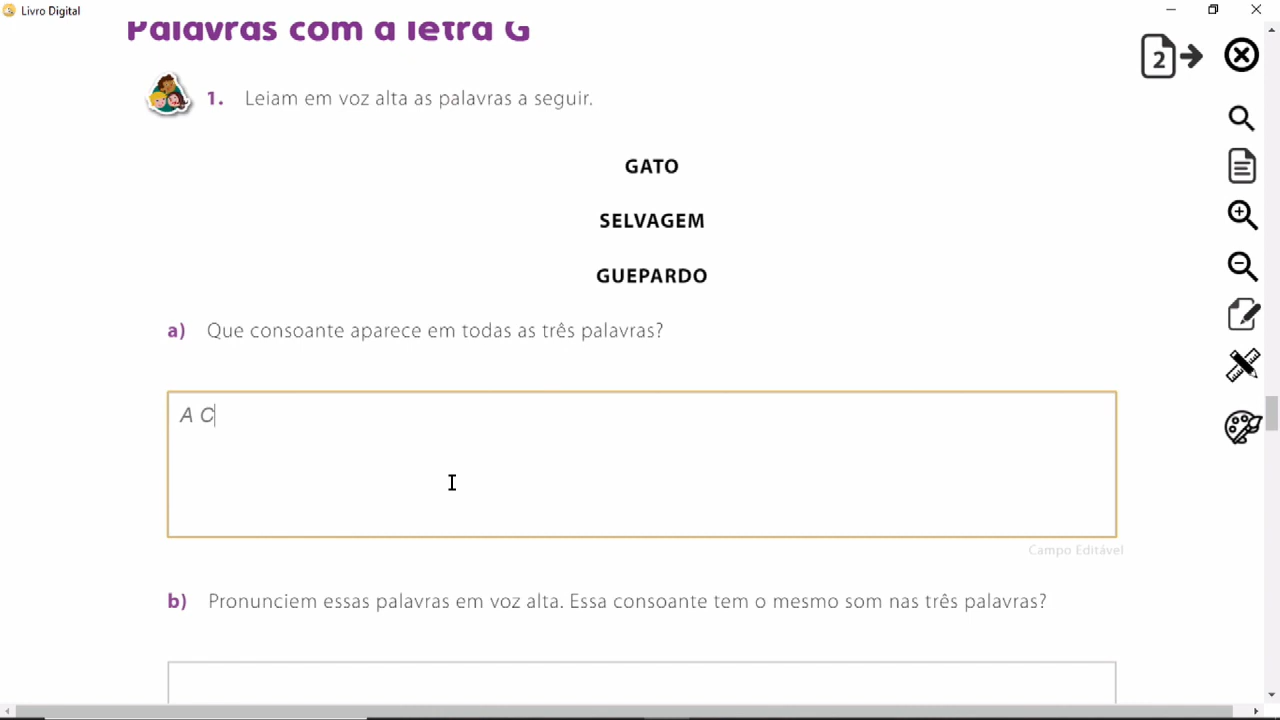 Livro Digital
Palavras com a letra G
2
1. Leiam em voz alta as palavras a seguir.
GATO
SELVAGEM
GUEPARDO
a) Que consoante aparece em todas as três palavras?
A C
Campo Editável
b) Pronunciem essas palavras em voz alta. Essa consoante tem o mesmo som nas três palavras?